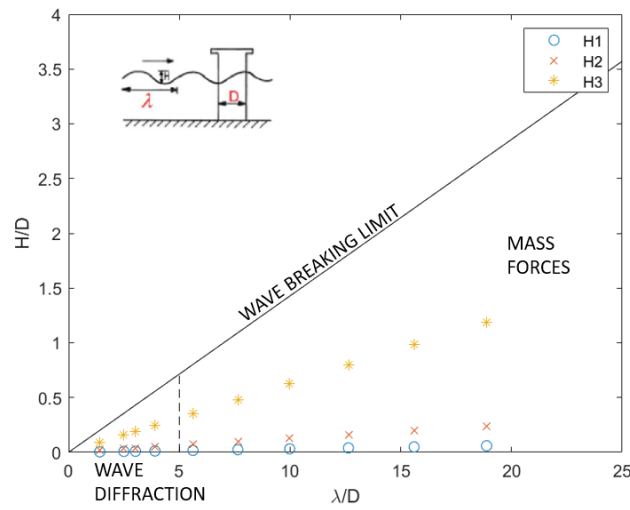 4
3.5
3
2.5
2
1.5
1
0.5
0
H/D
H
λ
D
H1
H2
H3
WAVE BREAKING LIMIT
MASS
FORCES
0 5 10 15 20 25
WAVE
DIFFRACTION
λ/D